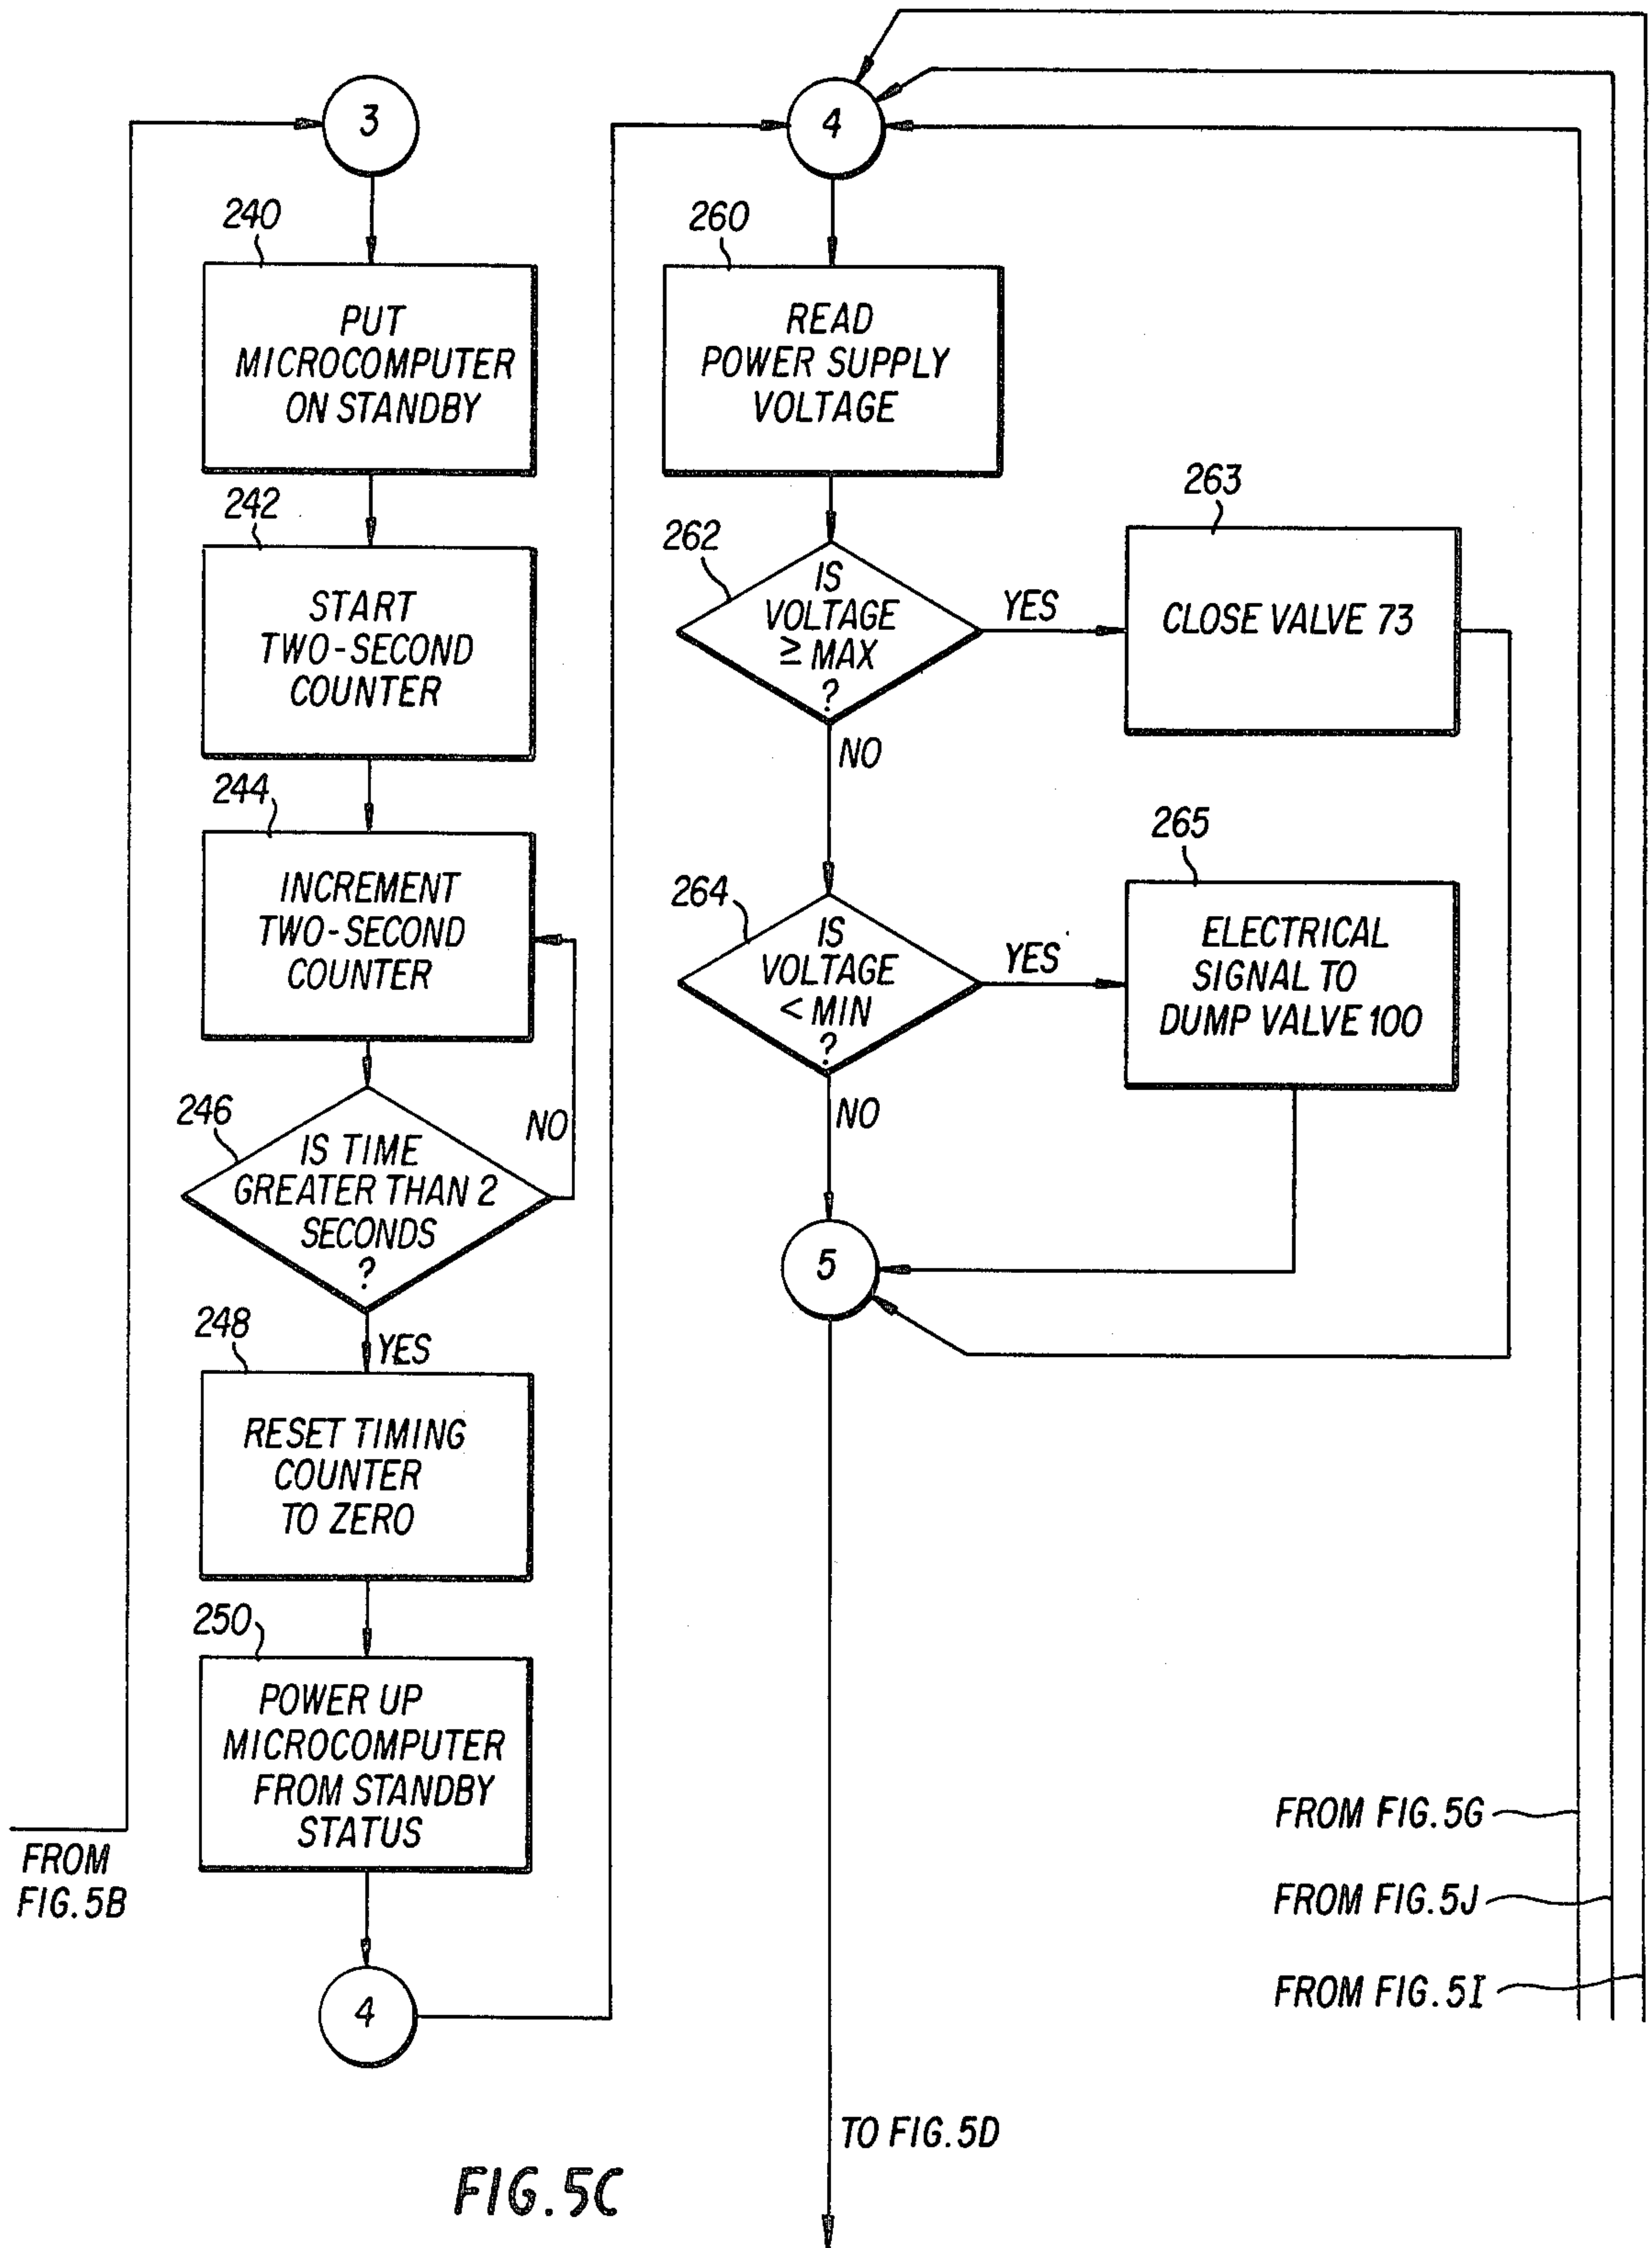 3
240
PUT
MICROCOMPUTER
ON STANDBY
242
START
TWO-SECOND
COUNTER
244
INCREMENT
TWO-SECOND
COUNTER
246
IS TIME
GREATER THAN 2
SECONDS
?
NO
YES
248
RESET TIMING
COUNTER
TO ZERO
250
POWER UP
MICROCOMPUTER
FROM STANDBY
STATUS
FROM
FIG.5B
4
4
260
READ
POWER SUPPLY
VOLTAGE
262
IS
VOLTAGE
≥ MAX
?
YES
NO
263
CLOSE VALVE 73
264
IS
VOLTAGE
< MIN
?
YES
NO
265
ELECTRICAL
SIGNAL TO
DUMP VALVE 100
5
FROM FIG.5G
FROM FIG.5J
FROM FIG.5I
TO FIG.5D
FIG.5C